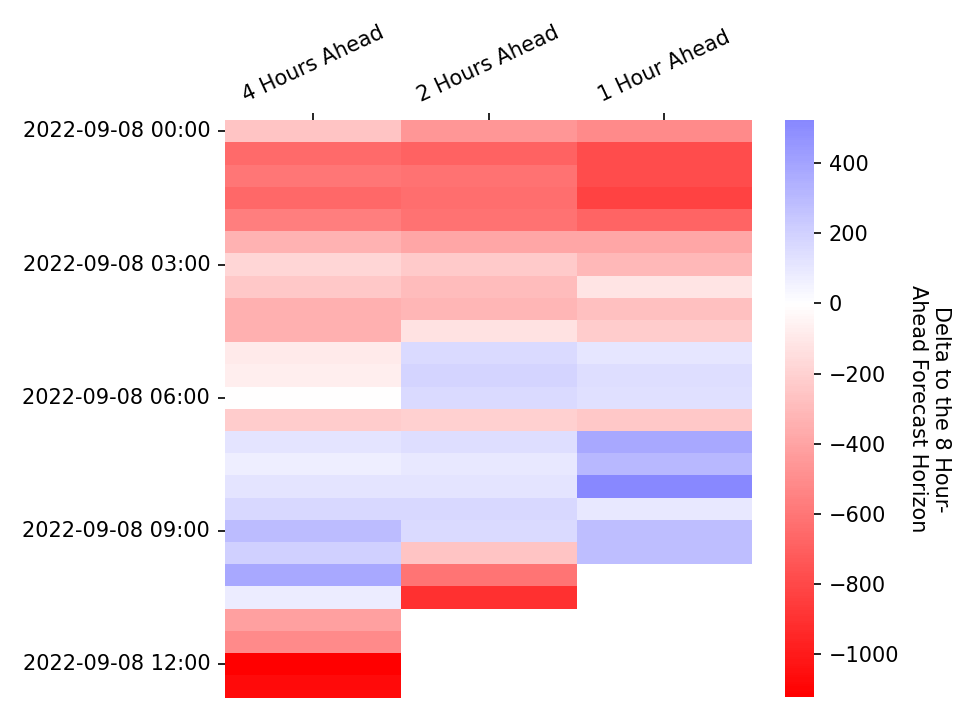 4 Hours Ahead
2 Hours Ahead
1 Hour Ahead
2022-09-08 00:00
2022-09-08 03:00
2022-09-08 06:00
2022-09-08 09:00
2022-09-08 12:00
400
200
0
−200
−400
−600
−800
−1000
Delta to the 8 Hour-
Ahead Forecast Horizon